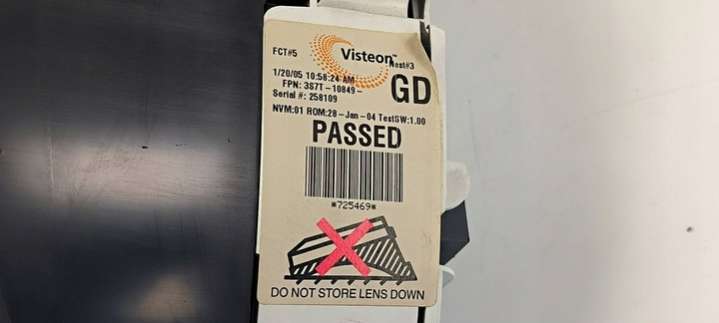 Visteon™
FCT#5 Nest#3
1/20/05 10:58:24 AM
FPN: 3S7T-10849-
GD
Serial #: 258109
NVM:01 ROM:28-Jan-04 TestSW:1.00
PASSED
*725469*
DO NOT STORE LENS DOWN